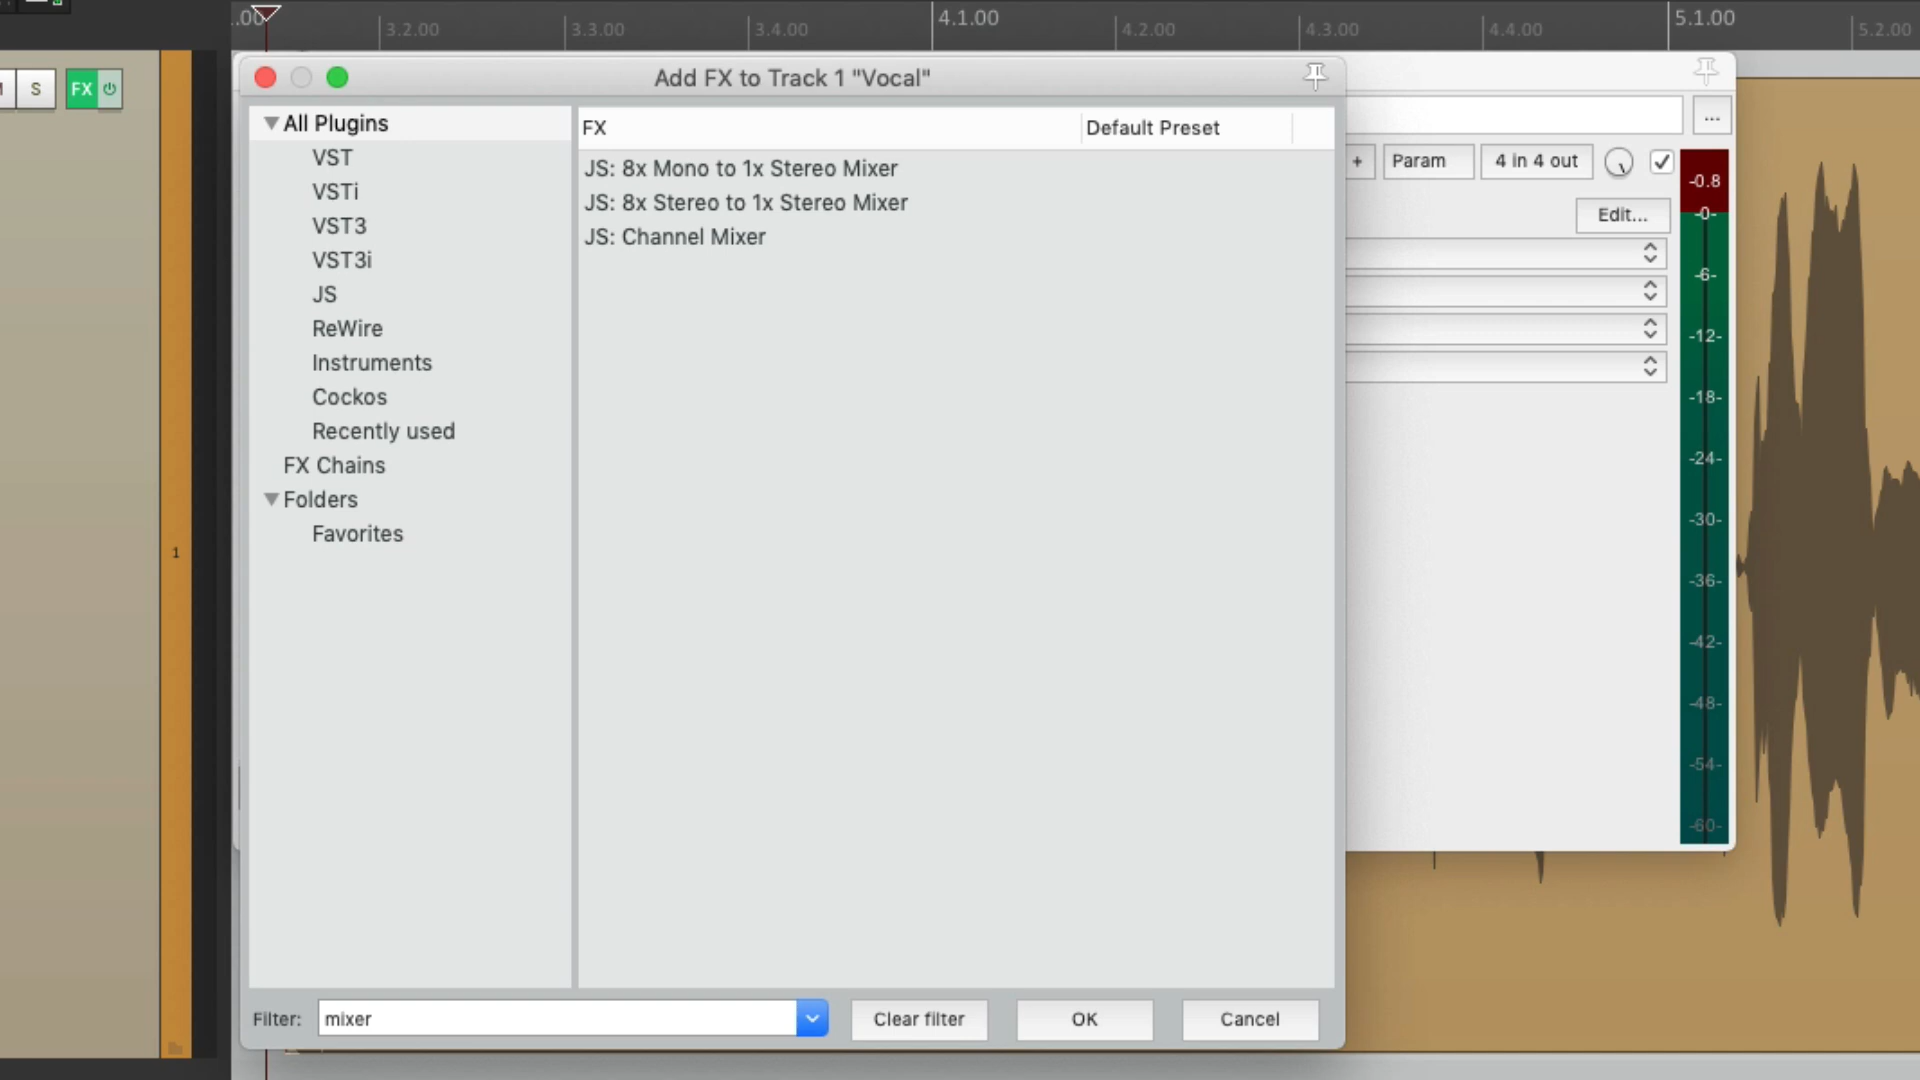 .00
4.1.00
5.1.00
3.2.00
3.3.00
3.4.00
4.2.00
4.3.00
4.4.00
5.2.00
S
FX
1
Add FX to Track 1 "Vocal"
All Plugins
VST
VSTi
VST3
VST3i
JS
ReWire
Instruments
Cockos
Recently used
FX Chains
Folders
Favorites
FX
Default Preset
JS: 8x Mono to 1x Stereo Mixer
JS: 8x Stereo to 1x Stereo Mixer
JS: Channel Mixer
Filter:
mixer
Clear filter
OK
Cancel
...
+
Param
4 in 4 out
Edit...
-0.8
-0-
-6-
-12-
-18-
-24-
-30-
-36-
-42-
-48-
-54-
-60-